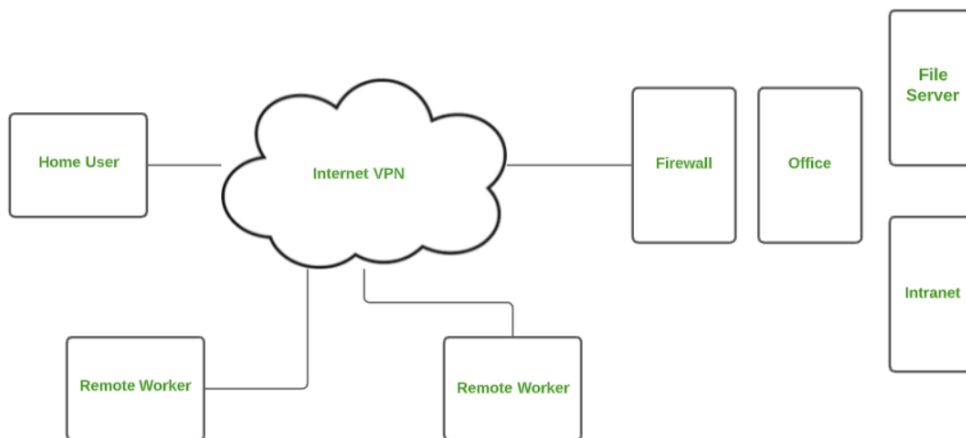 File
Server
Home User
Internet VPN
Firewall
Office
Intranet
Remote Worker
Remote Worker